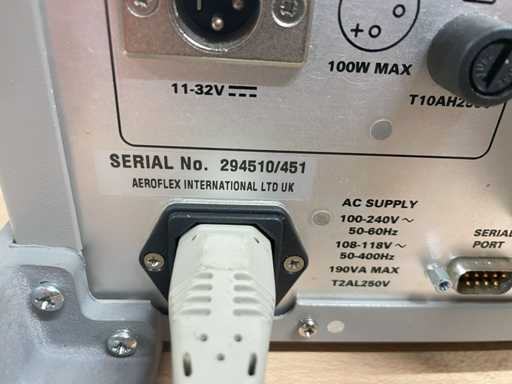 100W MAX
11-32V
T10AH250V
SERIAL No. 294510/451
AEROFLEX INTERNATIONAL LTD UK
AC SUPPLY
100-240V ~
50-60Hz
108-118V ~
50-400Hz
190VA MAX
T2AL250V
SERIAL
PORT